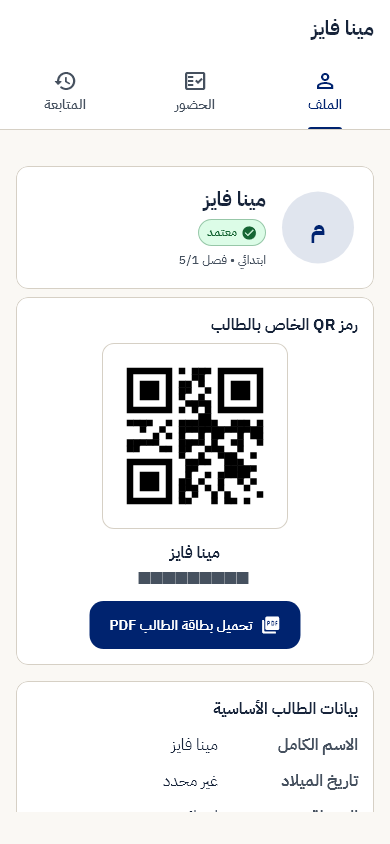 مينا فايز
الملف
الحضور
المتابعة
م
مينا فايز
معتمد
ابتدائي • فصل 5/1
رمز QR الخاص بالطالب
مينا فايز
تحميل بطاقة الطالب PDF
بيانات الطالب الأساسية
الاسم الكامل
مينا فايز
تاريخ الميلاد
غير محدد